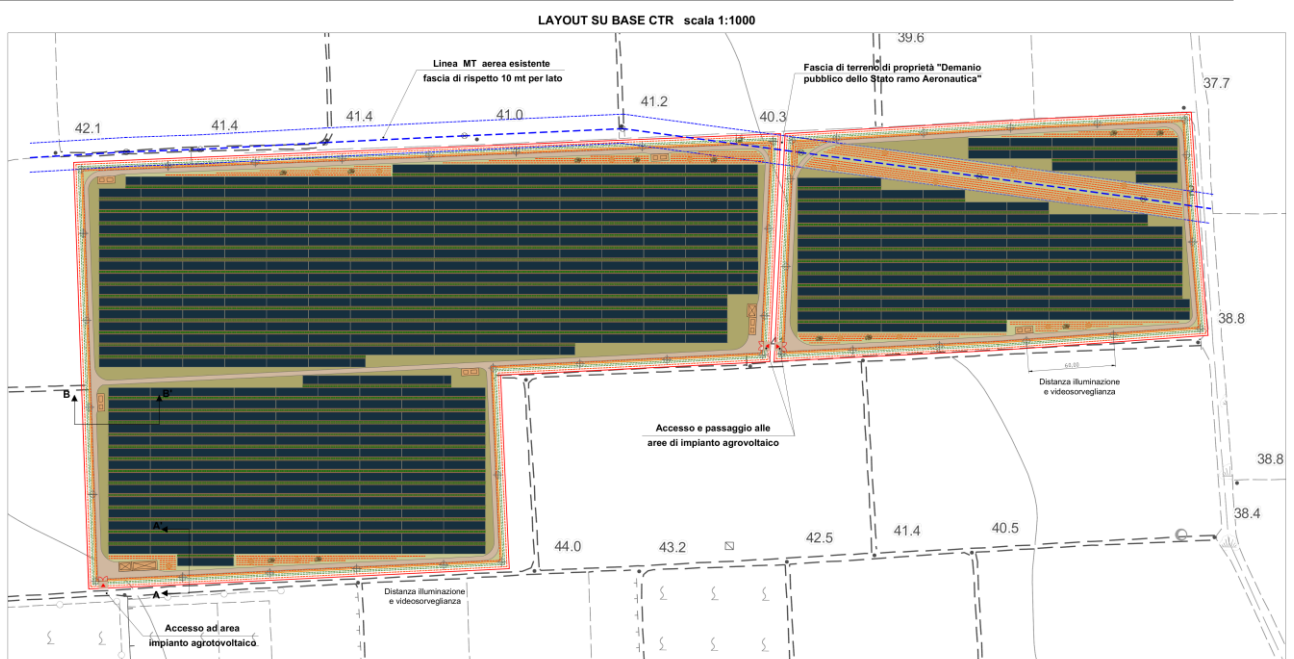 LAYOUT SU BASE CTR scala 1:1000
39.6
Linea MT aerea esistente
fascia di rispetto 10 mt per lato
Fascia di terreno di proprietà "Demanio
pubblico dello Stato ramo Aeronautica"
37.7
42.1
41.4
41.4
41.0
41.2
40.3
2
38.8
Distanza illuminazione
e videosorveglianza
B
B'
Accesso e passaggio alle
aree di impianto agrovoltaico
38.8
38.4
A'
44.0
43.2
42.5
41.4
40.5
A
Distanza illuminazione
e videosorveglianza
Accesso ad area
impianto agrotovoltaico